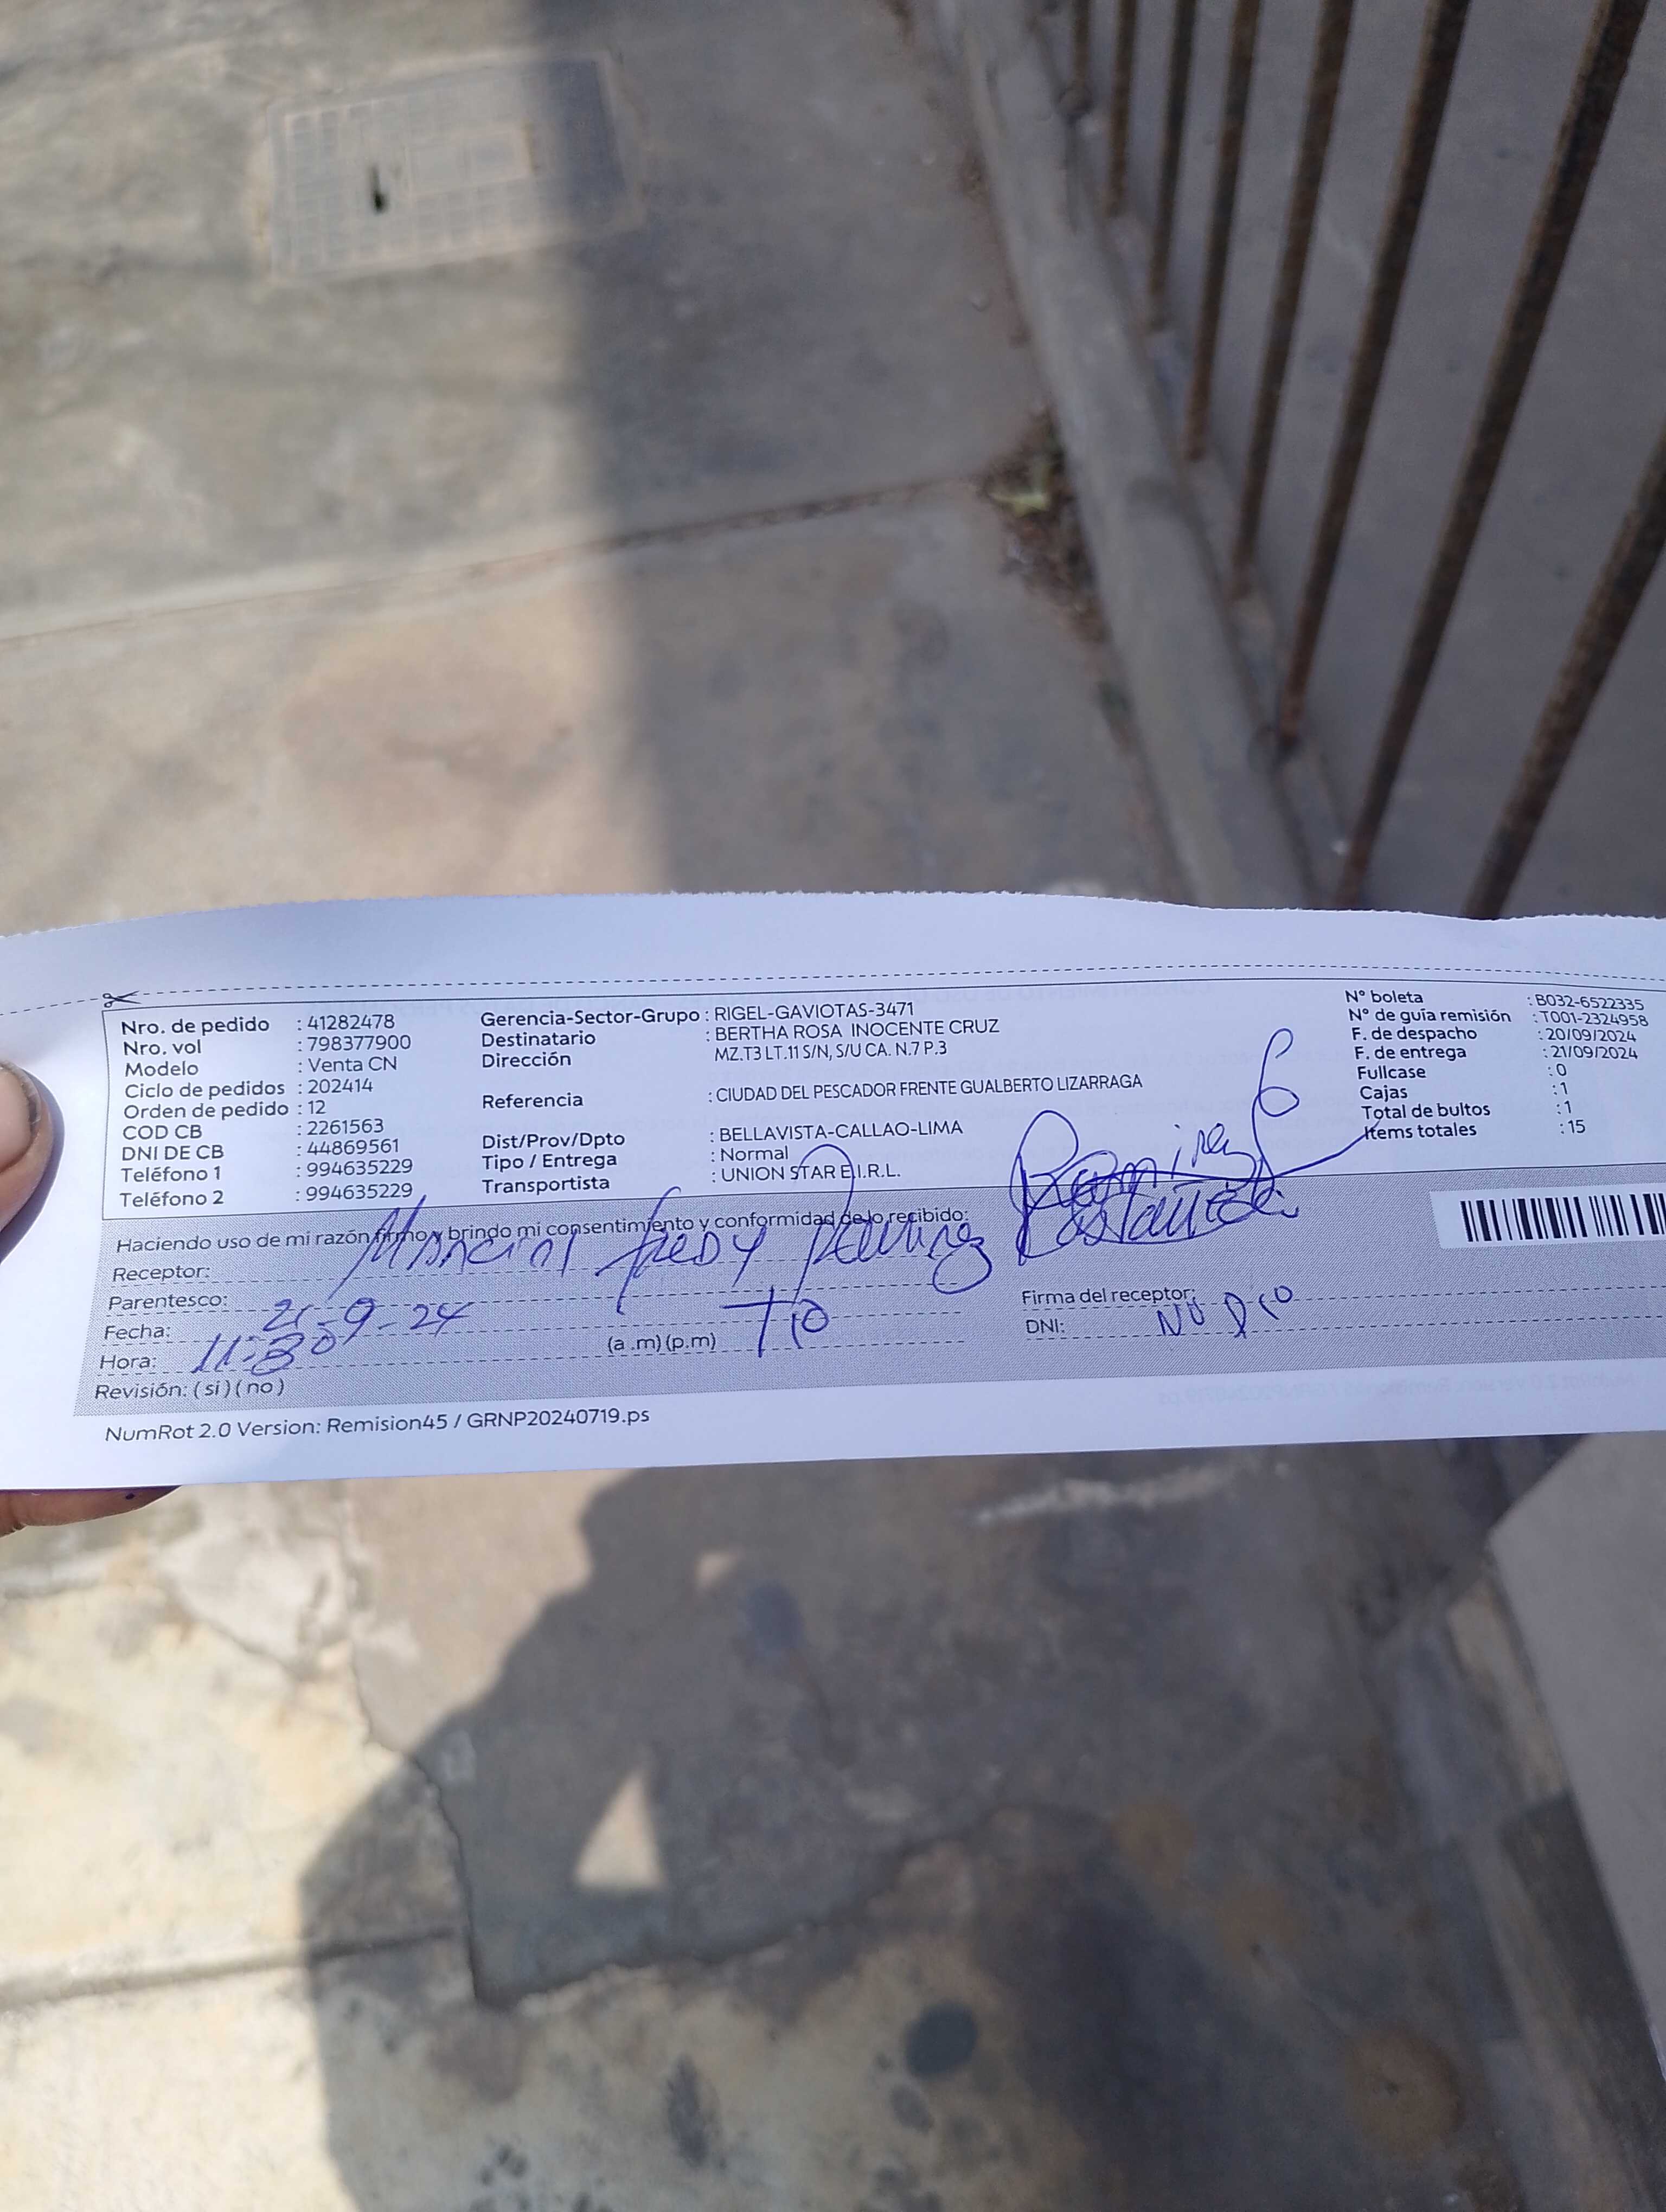 Nro. de pedido : 41282478
Nro. vol : 798377900
Modelo : Venta CN
Ciclo de pedidos : 202414
Orden de pedido : 12
COD CB : 2261563
DNI DE CB : 44869561
Teléfono 1 : 994635229
Teléfono 2 : 994635229
Gerencia-Sector-Grupo : RIGEL-GAVIOTAS-3471
Destinatario : BERTHA ROSA INOCENTE CRUZ
Dirección MZ.T3 LT.11 S/N, S/U CA. N.7 P.3
Referencia : CIUDAD DEL PESCADOR FRENTE GUALBERTO LIZARRAGA
Dist/Prov/Dpto : BELLAVISTA-CALLAO-LIMA
Tipo / Entrega : Normal
Transportista : UNION STAR E.I.R.L.
N° boleta : B032-6522335
N° de guía remisión : T001-2324958
F. de despacho : 20/09/2024
F. de entrega : 21/09/2024
Fullcase : 0
Cajas : 1
Total de bultos : 1
Items totales : 15
Haciendo uso de mi razón firmo y brindo mi consentimiento y conformidad de lo recibido:
Receptor: Fredy Ramirez
Ramirez
Parentesco: Tio
Fecha: 21-9-24
Hora: 11:30 (a .m) (p.m)
Revisión: ( si ) ( no )
Firma del receptor:
DNI: NO DIO
NumRot 2.0 Version: Remision45 / GRNP20240719.ps